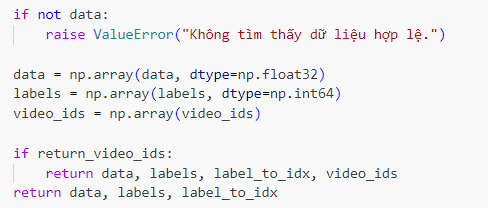 if not data:
    raise ValueError("Không tìm thấy dữ liệu hợp lệ.")

data = np.array(data, dtype=np.float32)
labels = np.array(labels, dtype=np.int64)
video_ids = np.array(video_ids)

if return_video_ids:
    return data, labels, label_to_idx, video_ids
return data, labels, label_to_idx